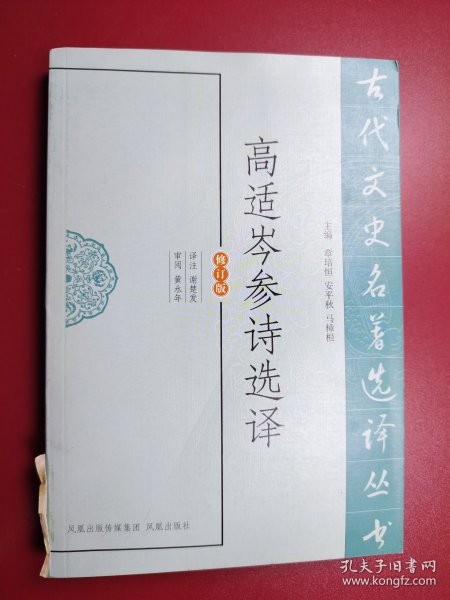 古代文史名著选译丛书
主编 章培恒 安平秋 马樟根
高适岑参诗选译
修订版
译注 谢楚发
审阅 黄永年
凤凰出版传媒集团 凤凰出版社
孔夫子旧书网
www.kongfz.com